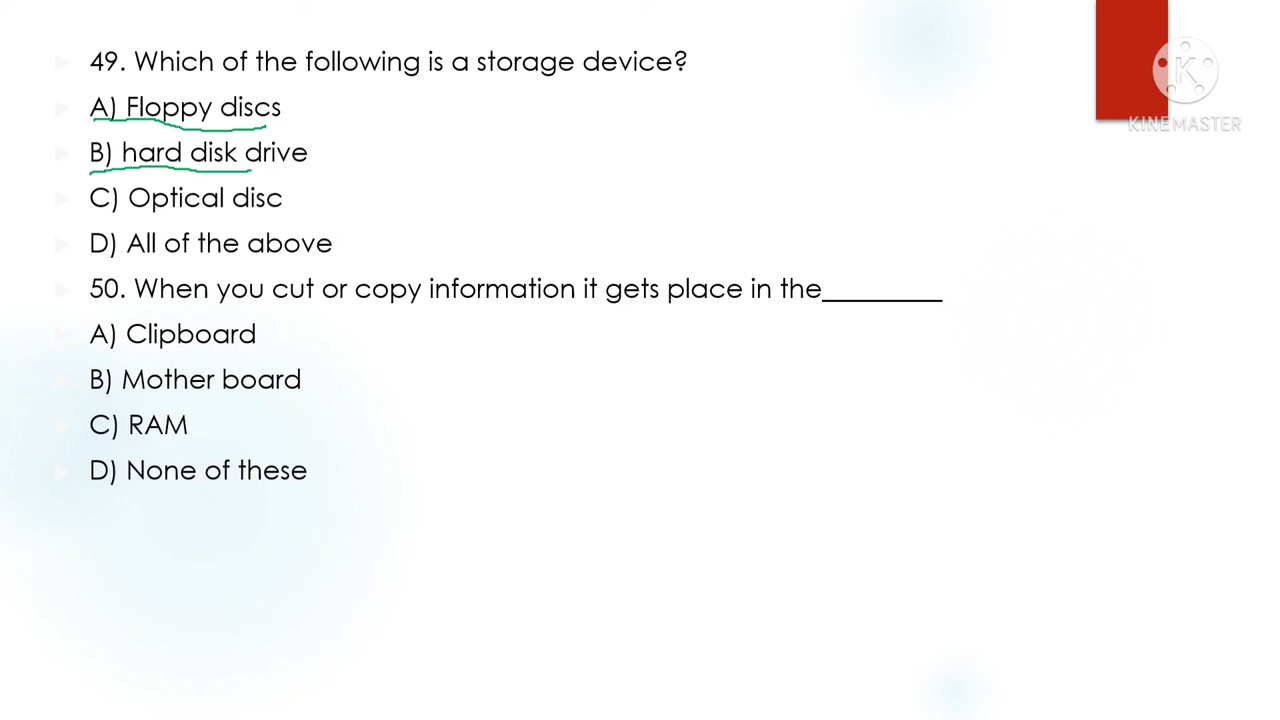 49. Which of the following is a storage device?
A) Floppy discs
B) hard disk drive
C) Optical disc
D) All of the above
50. When you cut or copy information it gets place in the_________
A) Clipboard
B) Mother board
C) RAM
D) None of these
K
KINEMASTER